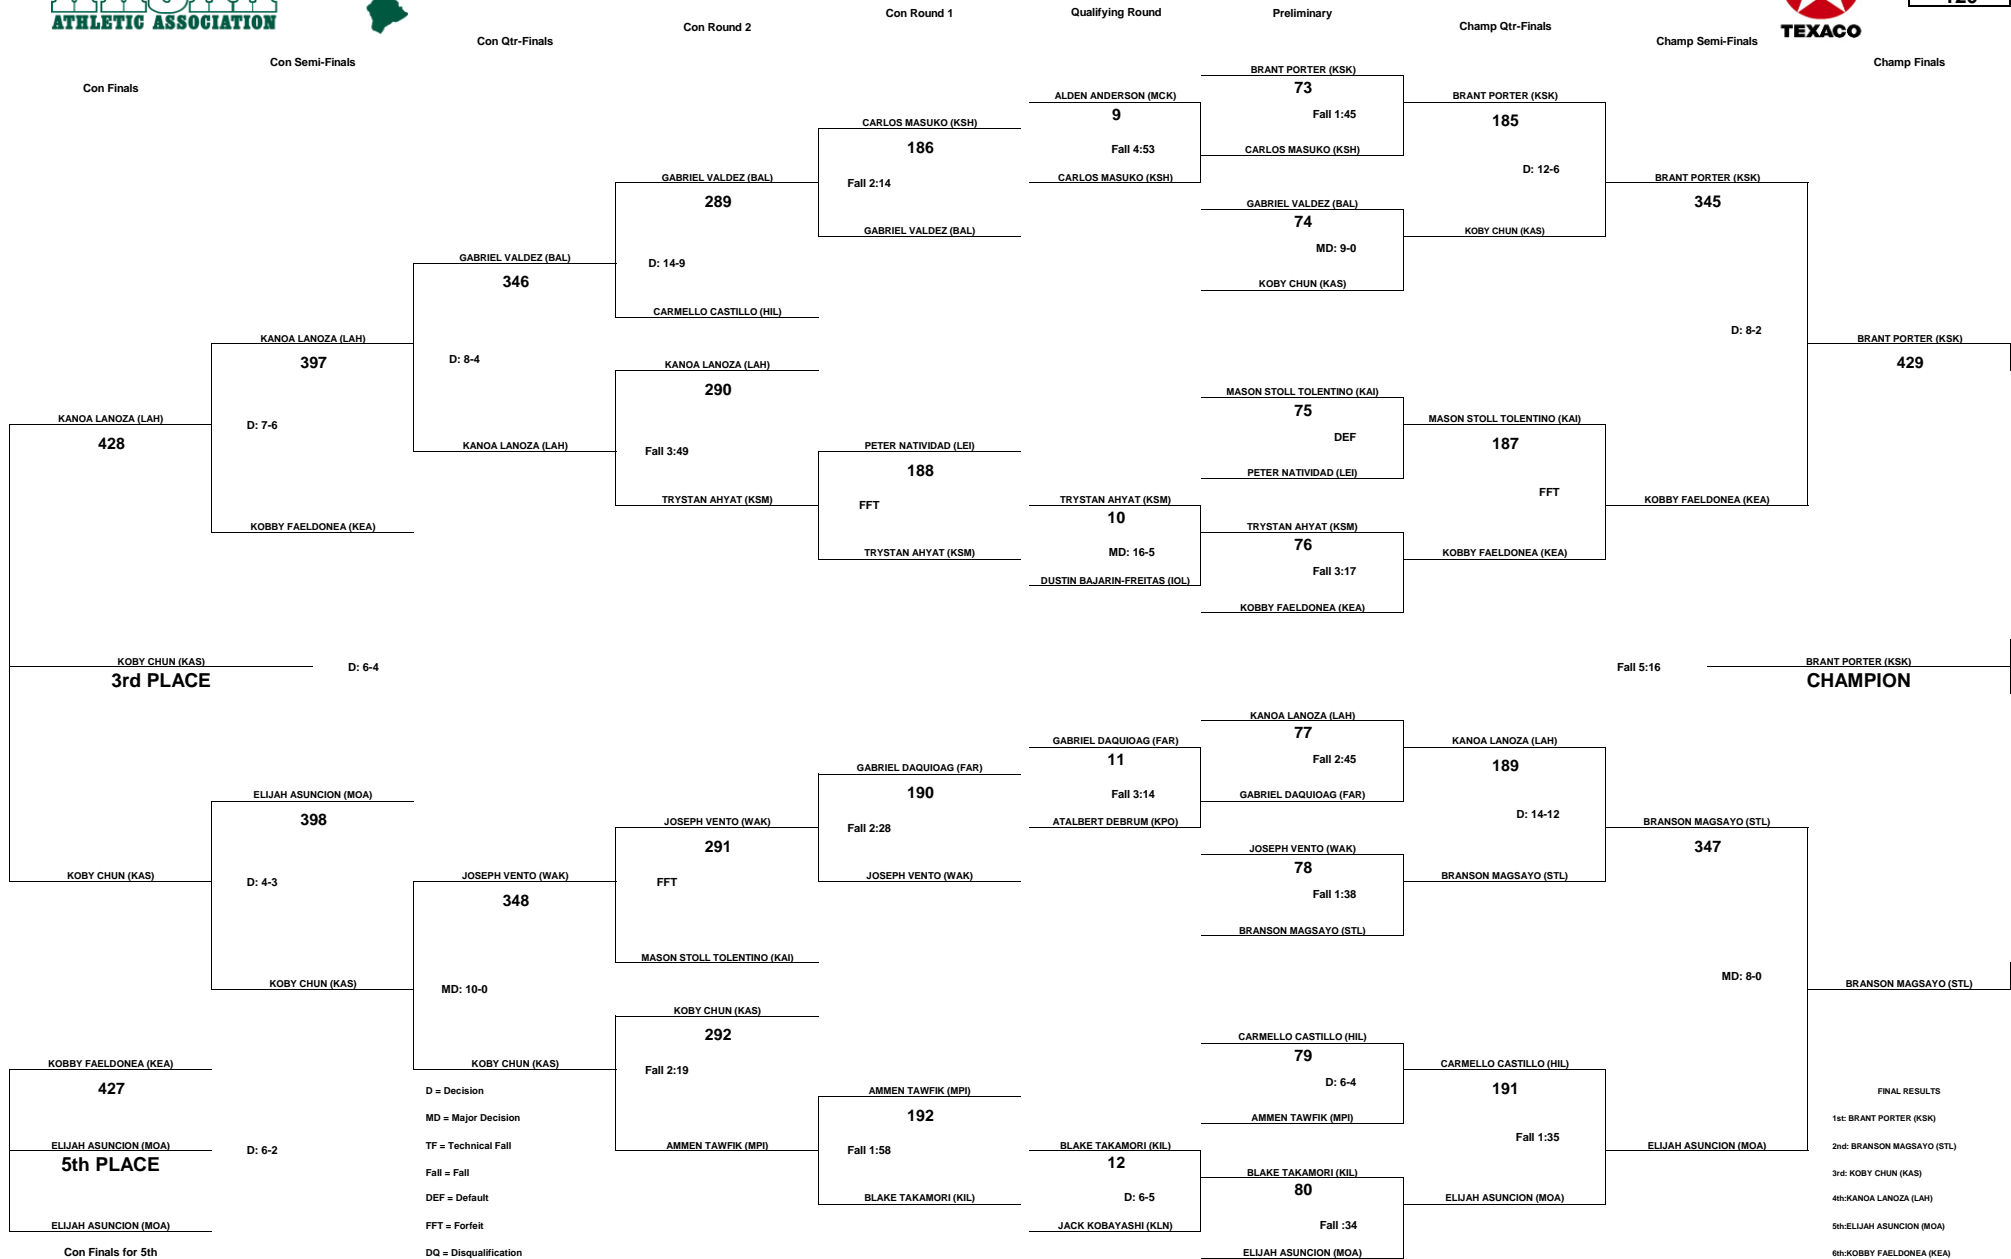 ATHLETIC ASSOCIATION
TEXACO
Con Finals
Con Semi-Finals
Con Qtr-Finals
Con Round 2
Con Round 1
Qualifying Round
Preliminary
Champ Qtr-Finals
Champ Semi-Finals
Champ Finals
KANOA LANOZA (LAH)
428
KOBY CHUN (KAS)
3rd PLACE
D: 6-4
KOBY CHUN (KAS)
KOBBY FAELDONEA (KEA)
427
ELIJAH ASUNCION (MOA)
5th PLACE
D: 6-2
ELIJAH ASUNCION (MOA)
Con Finals for 5th
KANOA LANOZA (LAH)
397
D: 7-6
KOBBY FAELDONEA (KEA)
ELIJAH ASUNCION (MOA)
398
D: 4-3
KOBY CHUN (KAS)
GABRIEL VALDEZ (BAL)
346
D: 8-4
KANOA LANOZA (LAH)
JOSEPH VENTO (WAK)
348
MD: 10-0
KOBY CHUN (KAS)
D = Decision
MD = Major Decision
TF = Technical Fall
Fall = Fall
DEF = Default
FFT = Forfeit
DQ = Disqualification
GABRIEL VALDEZ (BAL)
289
D: 14-9
CARMELLO CASTILLO (HIL)
KANOA LANOZA (LAH)
290
Fall 3:49
TRYSTAN AHYAT (KSM)
JOSEPH VENTO (WAK)
291
FFT
MASON STOLL TOLENTINO (KAI)
KOBY CHUN (KAS)
292
Fall 2:19
AMMEN TAWFIK (MPI)
CARLOS MASUKO (KSH)
186
Fall 2:14
GABRIEL VALDEZ (BAL)
PETER NATIVIDAD (LEI)
188
FFT
TRYSTAN AHYAT (KSM)
GABRIEL DAQUIOAG (FAR)
190
Fall 2:28
JOSEPH VENTO (WAK)
AMMEN TAWFIK (MPI)
192
Fall 1:58
BLAKE TAKAMORI (KIL)
ALDEN ANDERSON (MCK)
9
Fall 4:53
CARLOS MASUKO (KSH)
TRYSTAN AHYAT (KSM)
10
MD: 16-5
DUSTIN BAJARIN-FREITAS (IOL)
GABRIEL DAQUIOAG (FAR)
11
Fall 3:14
ATALBERT DEBRUM (KPO)
BLAKE TAKAMORI (KIL)
12
D: 6-5
JACK KOBAYASHI (KLN)
BRANT PORTER (KSK)
73
Fall 1:45
CARLOS MASUKO (KSH)
GABRIEL VALDEZ (BAL)
74
MD: 9-0
KOBY CHUN (KAS)
MASON STOLL TOLENTINO (KAI)
75
DEF
PETER NATIVIDAD (LEI)
TRYSTAN AHYAT (KSM)
76
Fall 3:17
KOBBY FAELDONEA (KEA)
KANOA LANOZA (LAH)
77
Fall 2:45
GABRIEL DAQUIOAG (FAR)
JOSEPH VENTO (WAK)
78
Fall 1:38
BRANSON MAGSAYO (STL)
CARMELLO CASTILLO (HIL)
79
D: 6-4
AMMEN TAWFIK (MPI)
BLAKE TAKAMORI (KIL)
80
Fall :34
ELIJAH ASUNCION (MOA)
BRANT PORTER (KSK)
185
D: 12-6
KOBY CHUN (KAS)
MASON STOLL TOLENTINO (KAI)
187
FFT
KOBBY FAELDONEA (KEA)
KANOA LANOZA (LAH)
189
D: 14-12
BRANSON MAGSAYO (STL)
CARMELLO CASTILLO (HIL)
191
Fall 1:35
ELIJAH ASUNCION (MOA)
BRANT PORTER (KSK)
345
D: 8-2
KOBBY FAELDONEA (KEA)
BRANSON MAGSAYO (STL)
347
MD: 8-0
ELIJAH ASUNCION (MOA)
BRANT PORTER (KSK)
429
Fall 5:16
BRANT PORTER (KSK)
CHAMPION
BRANSON MAGSAYO (STL)
FINAL RESULTS
1st: BRANT PORTER (KSK)
2nd: BRANSON MAGSAYO (STL)
3rd: KOBY CHUN (KAS)
4th:KANOA LANOZA (LAH)
5th:ELIJAH ASUNCION (MOA)
6th:KOBBY FAELDONEA (KEA)